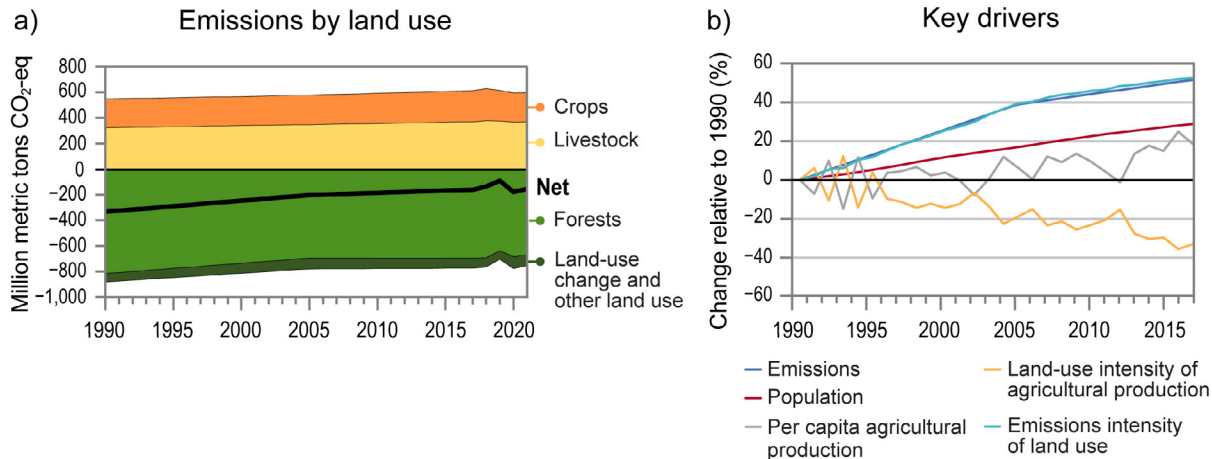 a)
Emissions by land use
Million metric tons CO₂-eq
800
600
400
200
0
−200
−400
−600
−800
−1,000
1990
1995
2000
2005
2010
2015
2020
Crops
Livestock
Net
Forests
Land-use
change and
other land use
b)
Key drivers
Change relative to 1990 (%)
60
40
20
0
−20
−40
−60
1990
1995
2000
2005
2010
2015
Emissions
Population
Per capita agricultural
production
Land-use intensity of
agricultural production
Emissions intensity
of land use